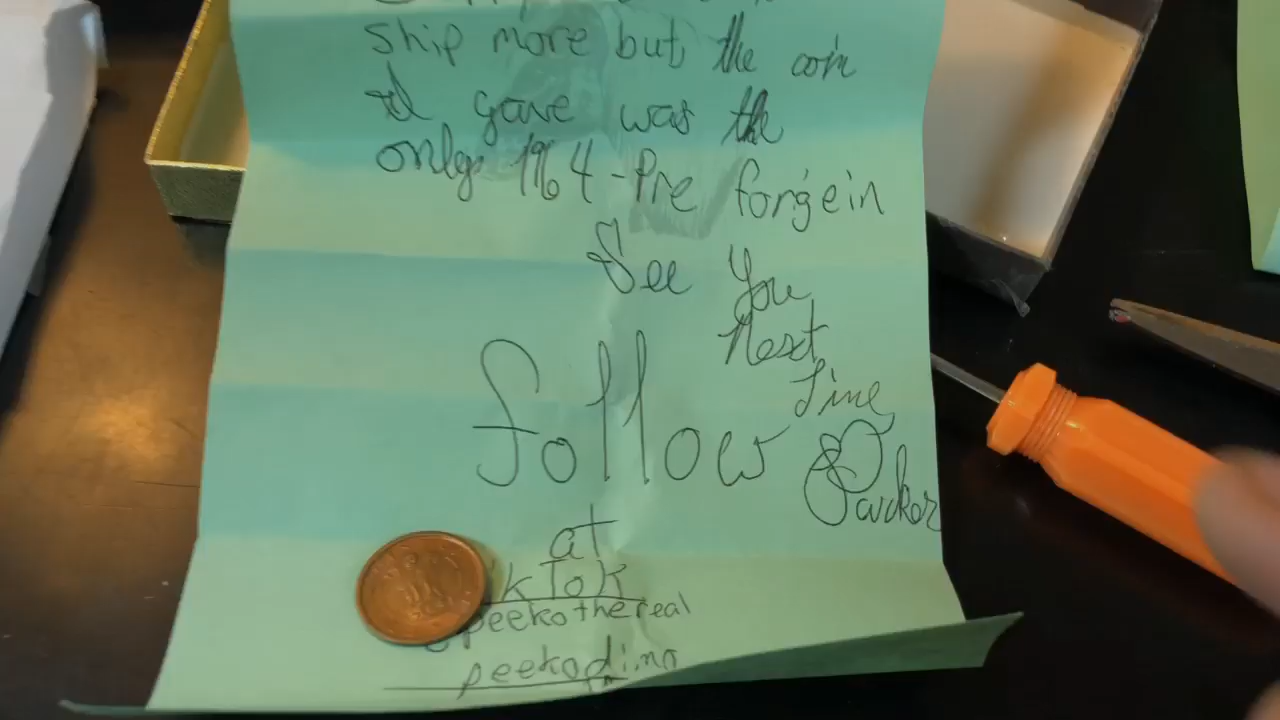 ship more but the coin
I gave was the
only 1964-Pre forgein
See You
Next
Time
follow
Parker
at
kTok
peekothereal
peekodino